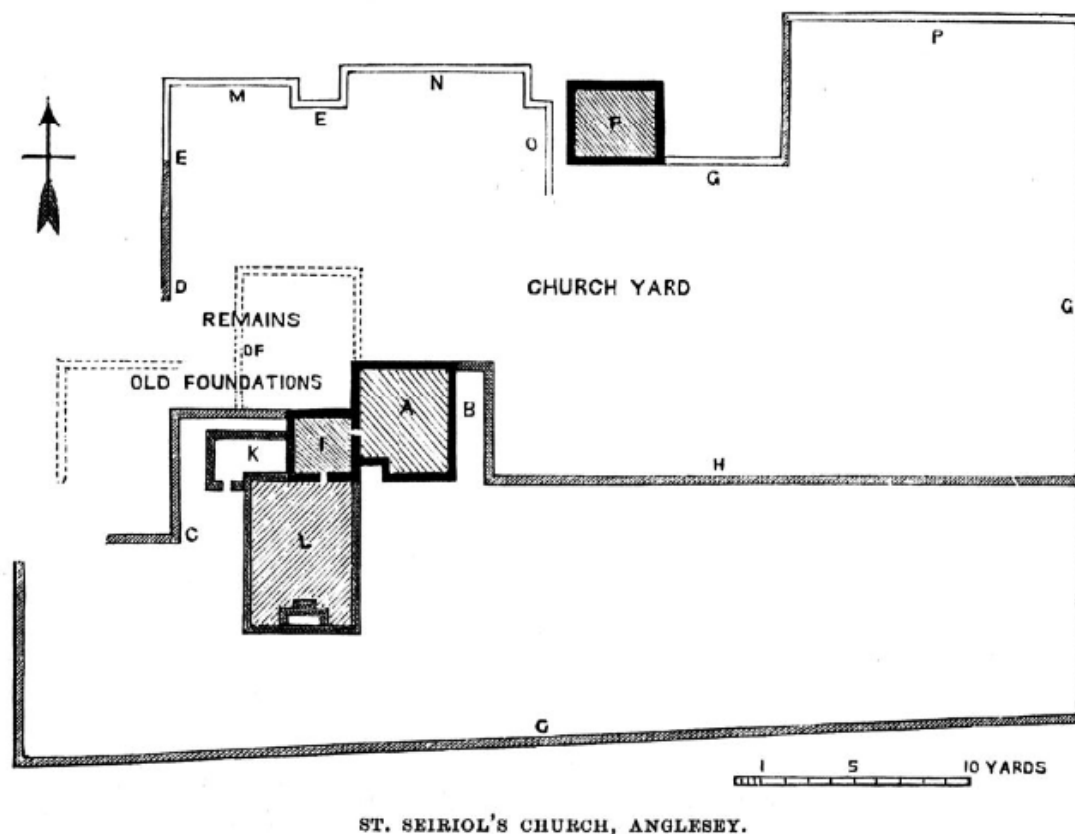 P
M
N
E
F
O
E
G
D
CHURCH YARD
G
REMAINS
OF
OLD FOUNDATIONS
A
B
I
K
H
C
L
G
1 5 10 YARDS
ST. SEIRIOL'S CHURCH, ANGLESEY.